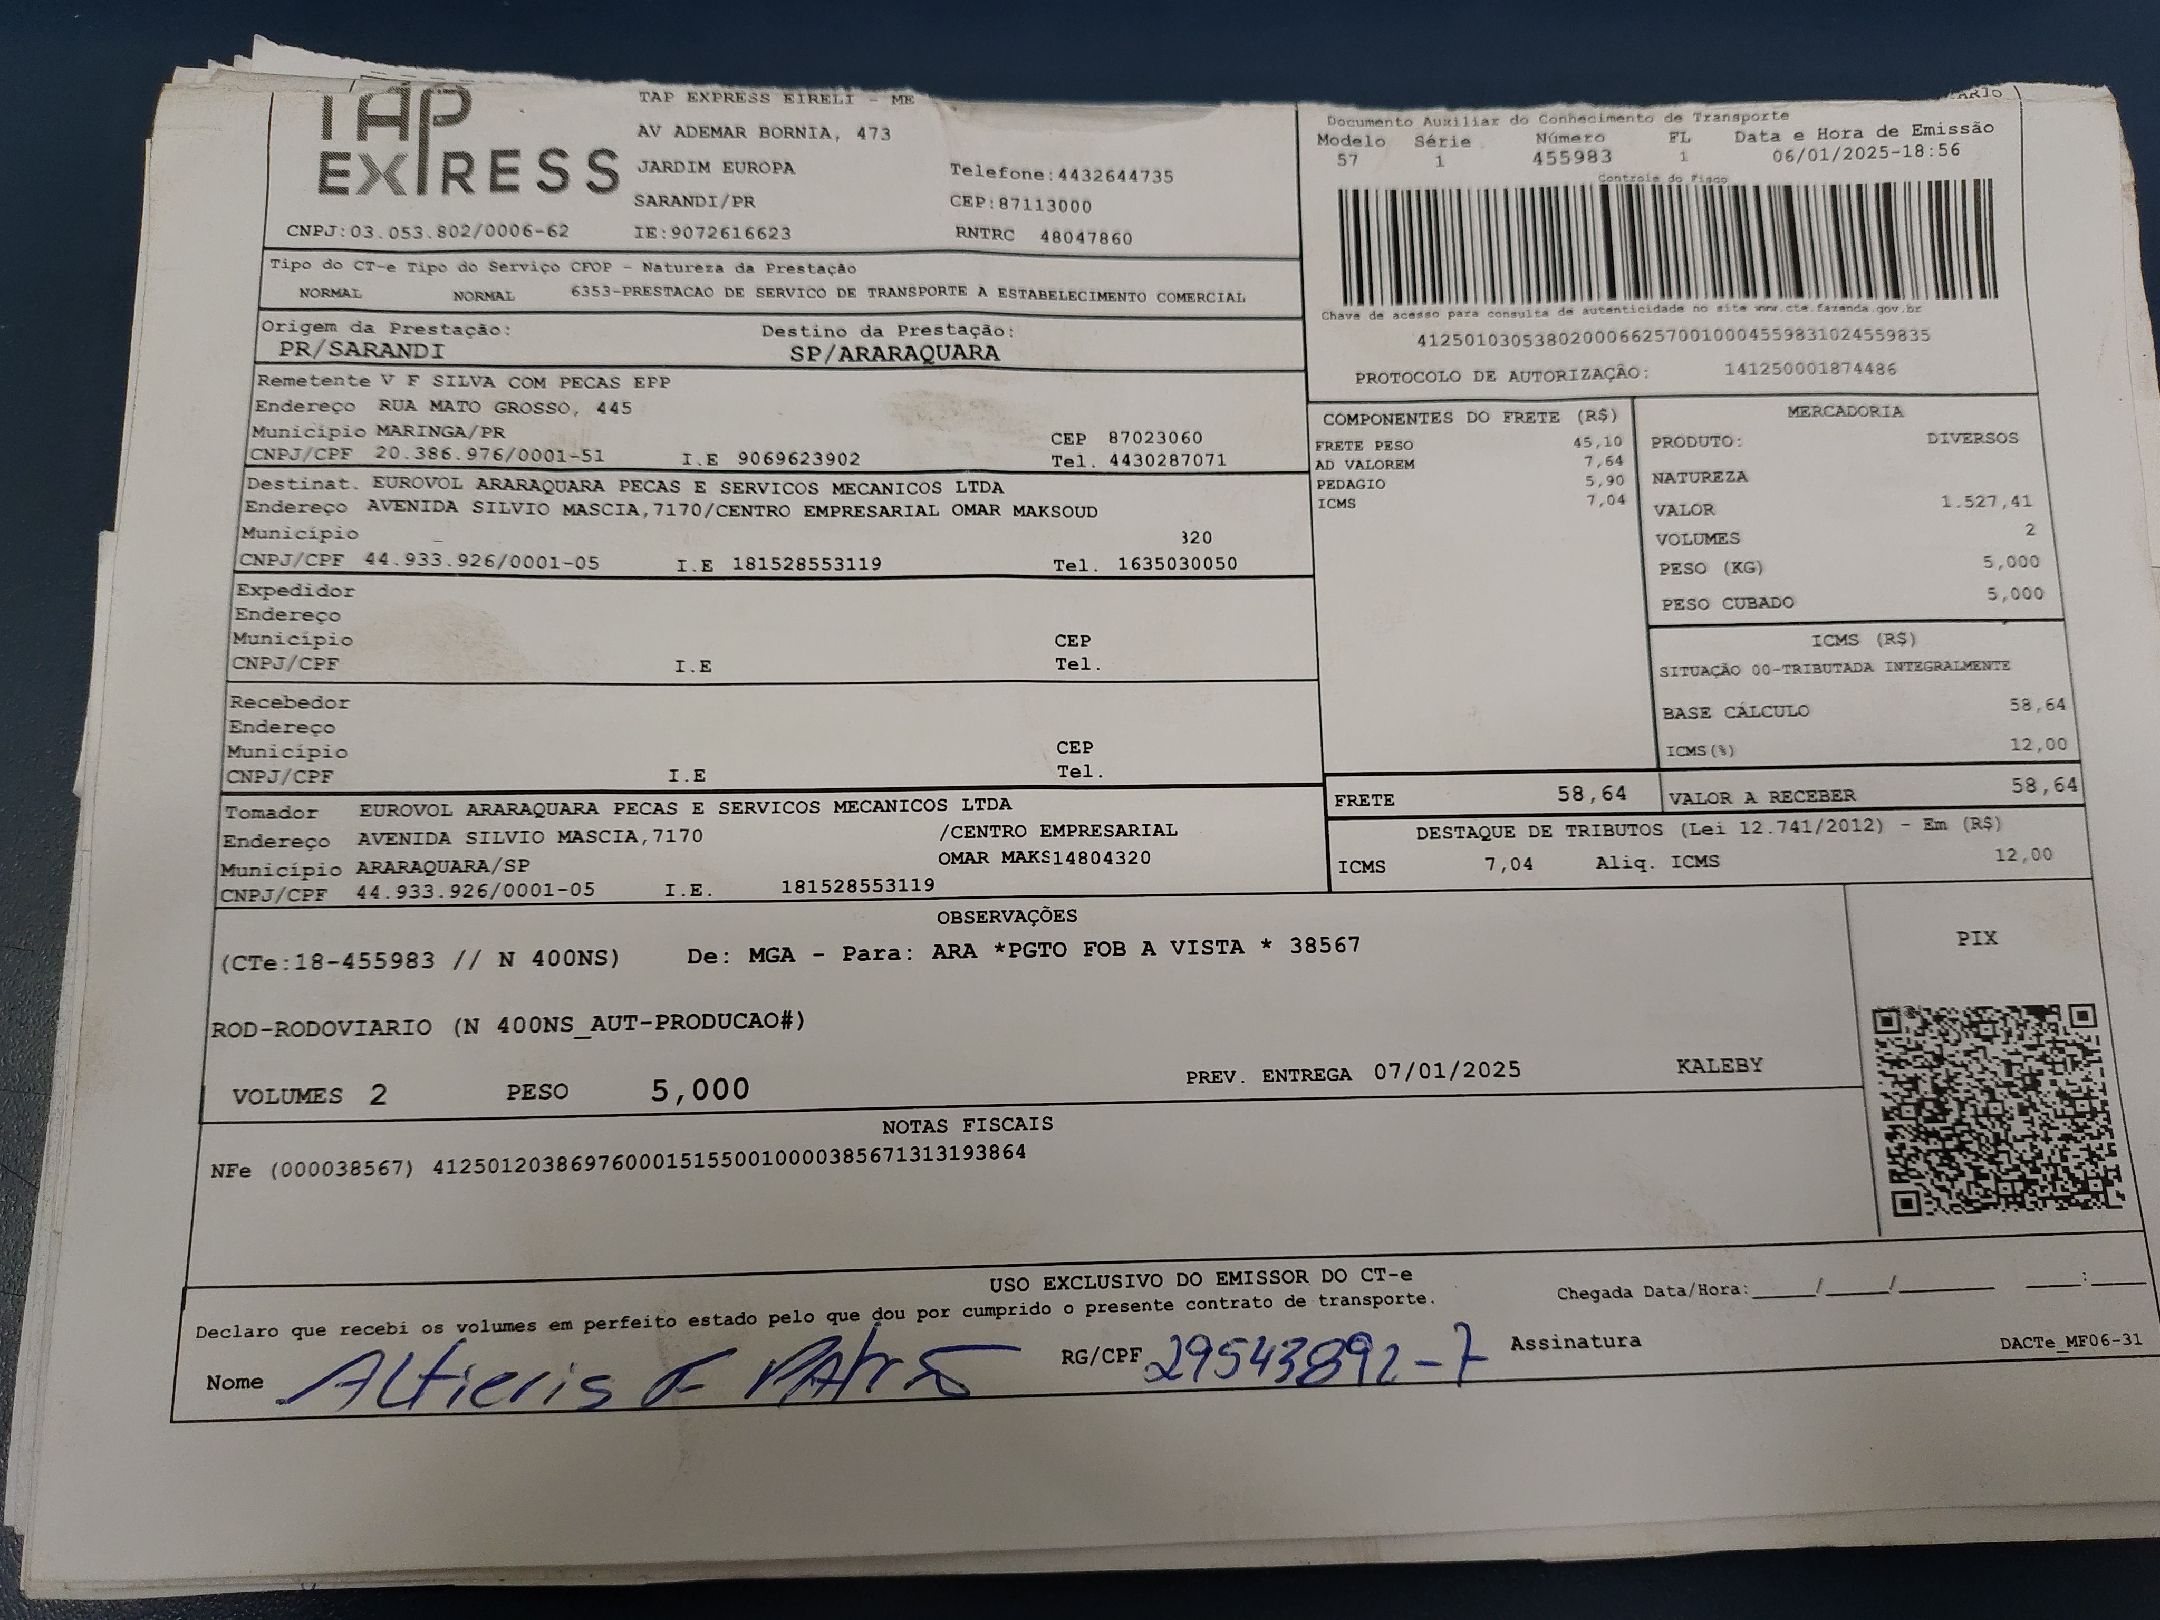 TAP
EXPRESS
TAP EXPRESS EIRELI - ME
AV ADEMAR BORNIA, 473
JARDIM EUROPA Telefone:4432644735
SARANDI/PR CEP:87113000
CNPJ:03.053.802/0006-62 IE:9072616623 RNTRC 48047860
Documento Auxiliar do Conhecimento de Transporte
Modelo Série Número FL Data e Hora de Emissão
57 1 455983 1 06/01/2025-18:56
Controle do Fisco
Chave de acesso para consulta de autenticidade no site www.cte.fazenda.gov.br
41250103053802000662570010004559831024559835
PROTOCOLO DE AUTORIZAÇÃO: 141250001874486
Tipo do CT-e Tipo do Serviço CFOP - Natureza da Prestação
NORMAL NORMAL 6353-PRESTACAO DE SERVICO DE TRANSPORTE A ESTABELECIMENTO COMERCIAL
Origem da Prestação: Destino da Prestação:
PR/SARANDI SP/ARARAQUARA
Remetente V F SILVA COM PECAS EPP
Endereço RUA MATO GROSSO, 445
Município MARINGA/PR CEP 87023060
CNPJ/CPF 20.386.976/0001-51 I.E 9069623902 Tel. 4430287071
Destinat. EUROVOL ARARAQUARA PECAS E SERVICOS MECANICOS LTDA
Endereço AVENIDA SILVIO MASCIA,7170/CENTRO EMPRESARIAL OMAR MAKSOUD
Município 320
CNPJ/CPF 44.933.926/0001-05 I.E 181528553119 Tel. 1635030050
Expedidor
Endereço
Município CEP
CNPJ/CPF I.E Tel.
Recebedor
Endereço
Município CEP
CNPJ/CPF I.E Tel.
Tomador EUROVOL ARARAQUARA PECAS E SERVICOS MECANICOS LTDA
Endereço AVENIDA SILVIO MASCIA,7170 /CENTRO EMPRESARIAL
Município ARARAQUARA/SP OMAR MAKS14804320
CNPJ/CPF 44.933.926/0001-05 I.E. 181528553119
COMPONENTES DO FRETE (R$)
FRETE PESO 45,10
AD VALOREM 7,64
PEDAGIO 5,90
ICMS 7,04
MERCADORIA
PRODUTO: DIVERSOS
NATUREZA
VALOR 1.527,41
VOLUMES 2
PESO (KG) 5,000
PESO CUBADO 5,000
ICMS (R$)
SITUAÇÃO 00-TRIBUTADA INTEGRALMENTE
BASE CÁLCULO 58,64
ICMS(%) 12,00
FRETE 58,64 VALOR A RECEBER 58,64
DESTAQUE DE TRIBUTOS (Lei 12.741/2012) - Em (R$)
ICMS 7,04 Aliq. ICMS 12,00
OBSERVAÇÕES
(CTe:18-455983 // N 400NS) De: MGA - Para: ARA *PGTO FOB A VISTA * 38567
ROD-RODOVIARIO (N 400NS_AUT-PRODUCAO#)
VOLUMES 2 PESO 5,000 PREV. ENTREGA 07/01/2025 KALEBY
PIX
NOTAS FISCAIS
NFe (000038567) 41250120386976000151550010000385671313193864
USO EXCLUSIVO DO EMISSOR DO CT-e
Declaro que recebi os volumes em perfeito estado pelo que dou por cumprido o presente contrato de transporte. Chegada Data/Hora:____/____/______ ____:____
Nome Altieris F RG/CPF 29543892-7 Assinatura DACTe_MF06-31